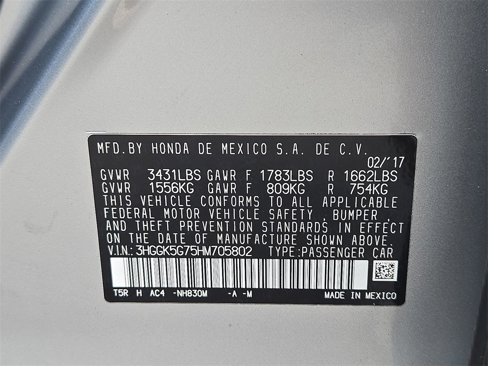 MFD.BY HONDA DE MEXICO S.A. DE C.V.
02/'17
GVWR 3431LBS GAWR F 1783LBS R 1662LBS
GVWR 1556KG GAWR F 809KG R 754KG
THIS VEHICLE CONFORMS TO ALL APPLICABLE
FEDERAL MOTOR VEHICLE SAFETY, BUMPER,
AND THEFT PREVENTION STANDARDS IN EFFECT
ON THE DATE OF MANUFACTURE SHOWN ABOVE.
V.I.N.: 3HGGK5G75HM705802 TYPE:PASSENGER CAR
T5R H AC4 -NH830M -A -M MADE IN MEXICO